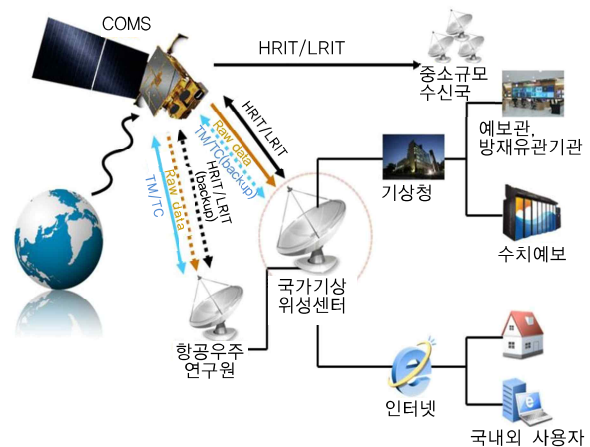 COMS
HRIT/LRIT
중소규모
수신국
예보관,
방재유관기관
기상청
수치예보
HRIT/LRIT
Raw data
TM/TC(backup)
HRIT/LRIT
(backup)
Raw data
TM/TC
국가기상
위성센터
항공우주
연구원
인터넷
국내외 사용자